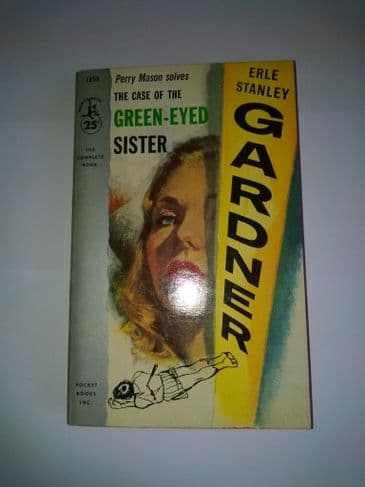 Perry Mason solves
THE CASE OF THE
GREEN-EYED
SISTER
ERLE
STANLEY
GARDNER
25¢
THE
COMPLETE
BOOK
POCKET
BOOKS
INC.